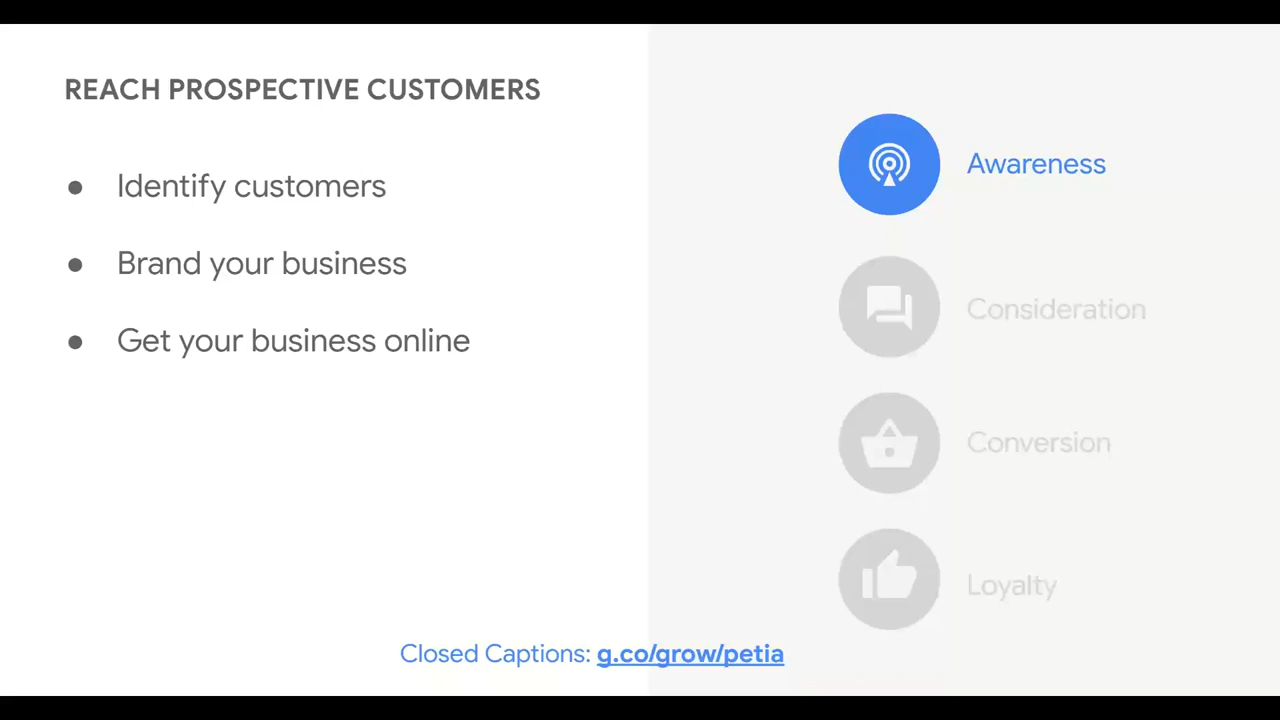 REACH PROSPECTIVE CUSTOMERS
● Identify customers
● Brand your business
● Get your business online
Awareness
Consideration
Conversion
Loyalty
Closed Captions: g.co/grow/petia